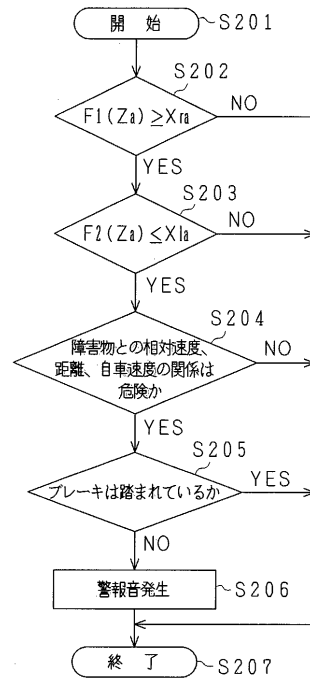 開　始
S201
S202
F1(Za)≥Xra
NO
YES
S203
F2(Za)≤Xla
NO
YES
S204
障害物との相対速度、
距離、自車速度の関係は
危険か
NO
YES
S205
ブレーキは踏まれているか
YES
NO
警報音発生
S206
終　了
S207